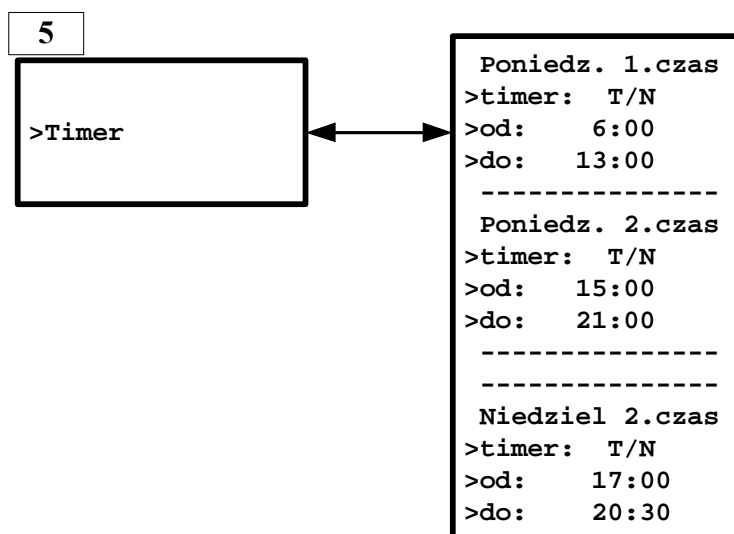 5
>Timer
Poniedz. 1.czas
>timer: T/N
>od: 6:00
>do: 13:00
---------------
Poniedz. 2.czas
>timer: T/N
>od: 15:00
>do: 21:00
---------------
---------------
Niedziel 2.czas
>timer: T/N
>od: 17:00
>do: 20:30